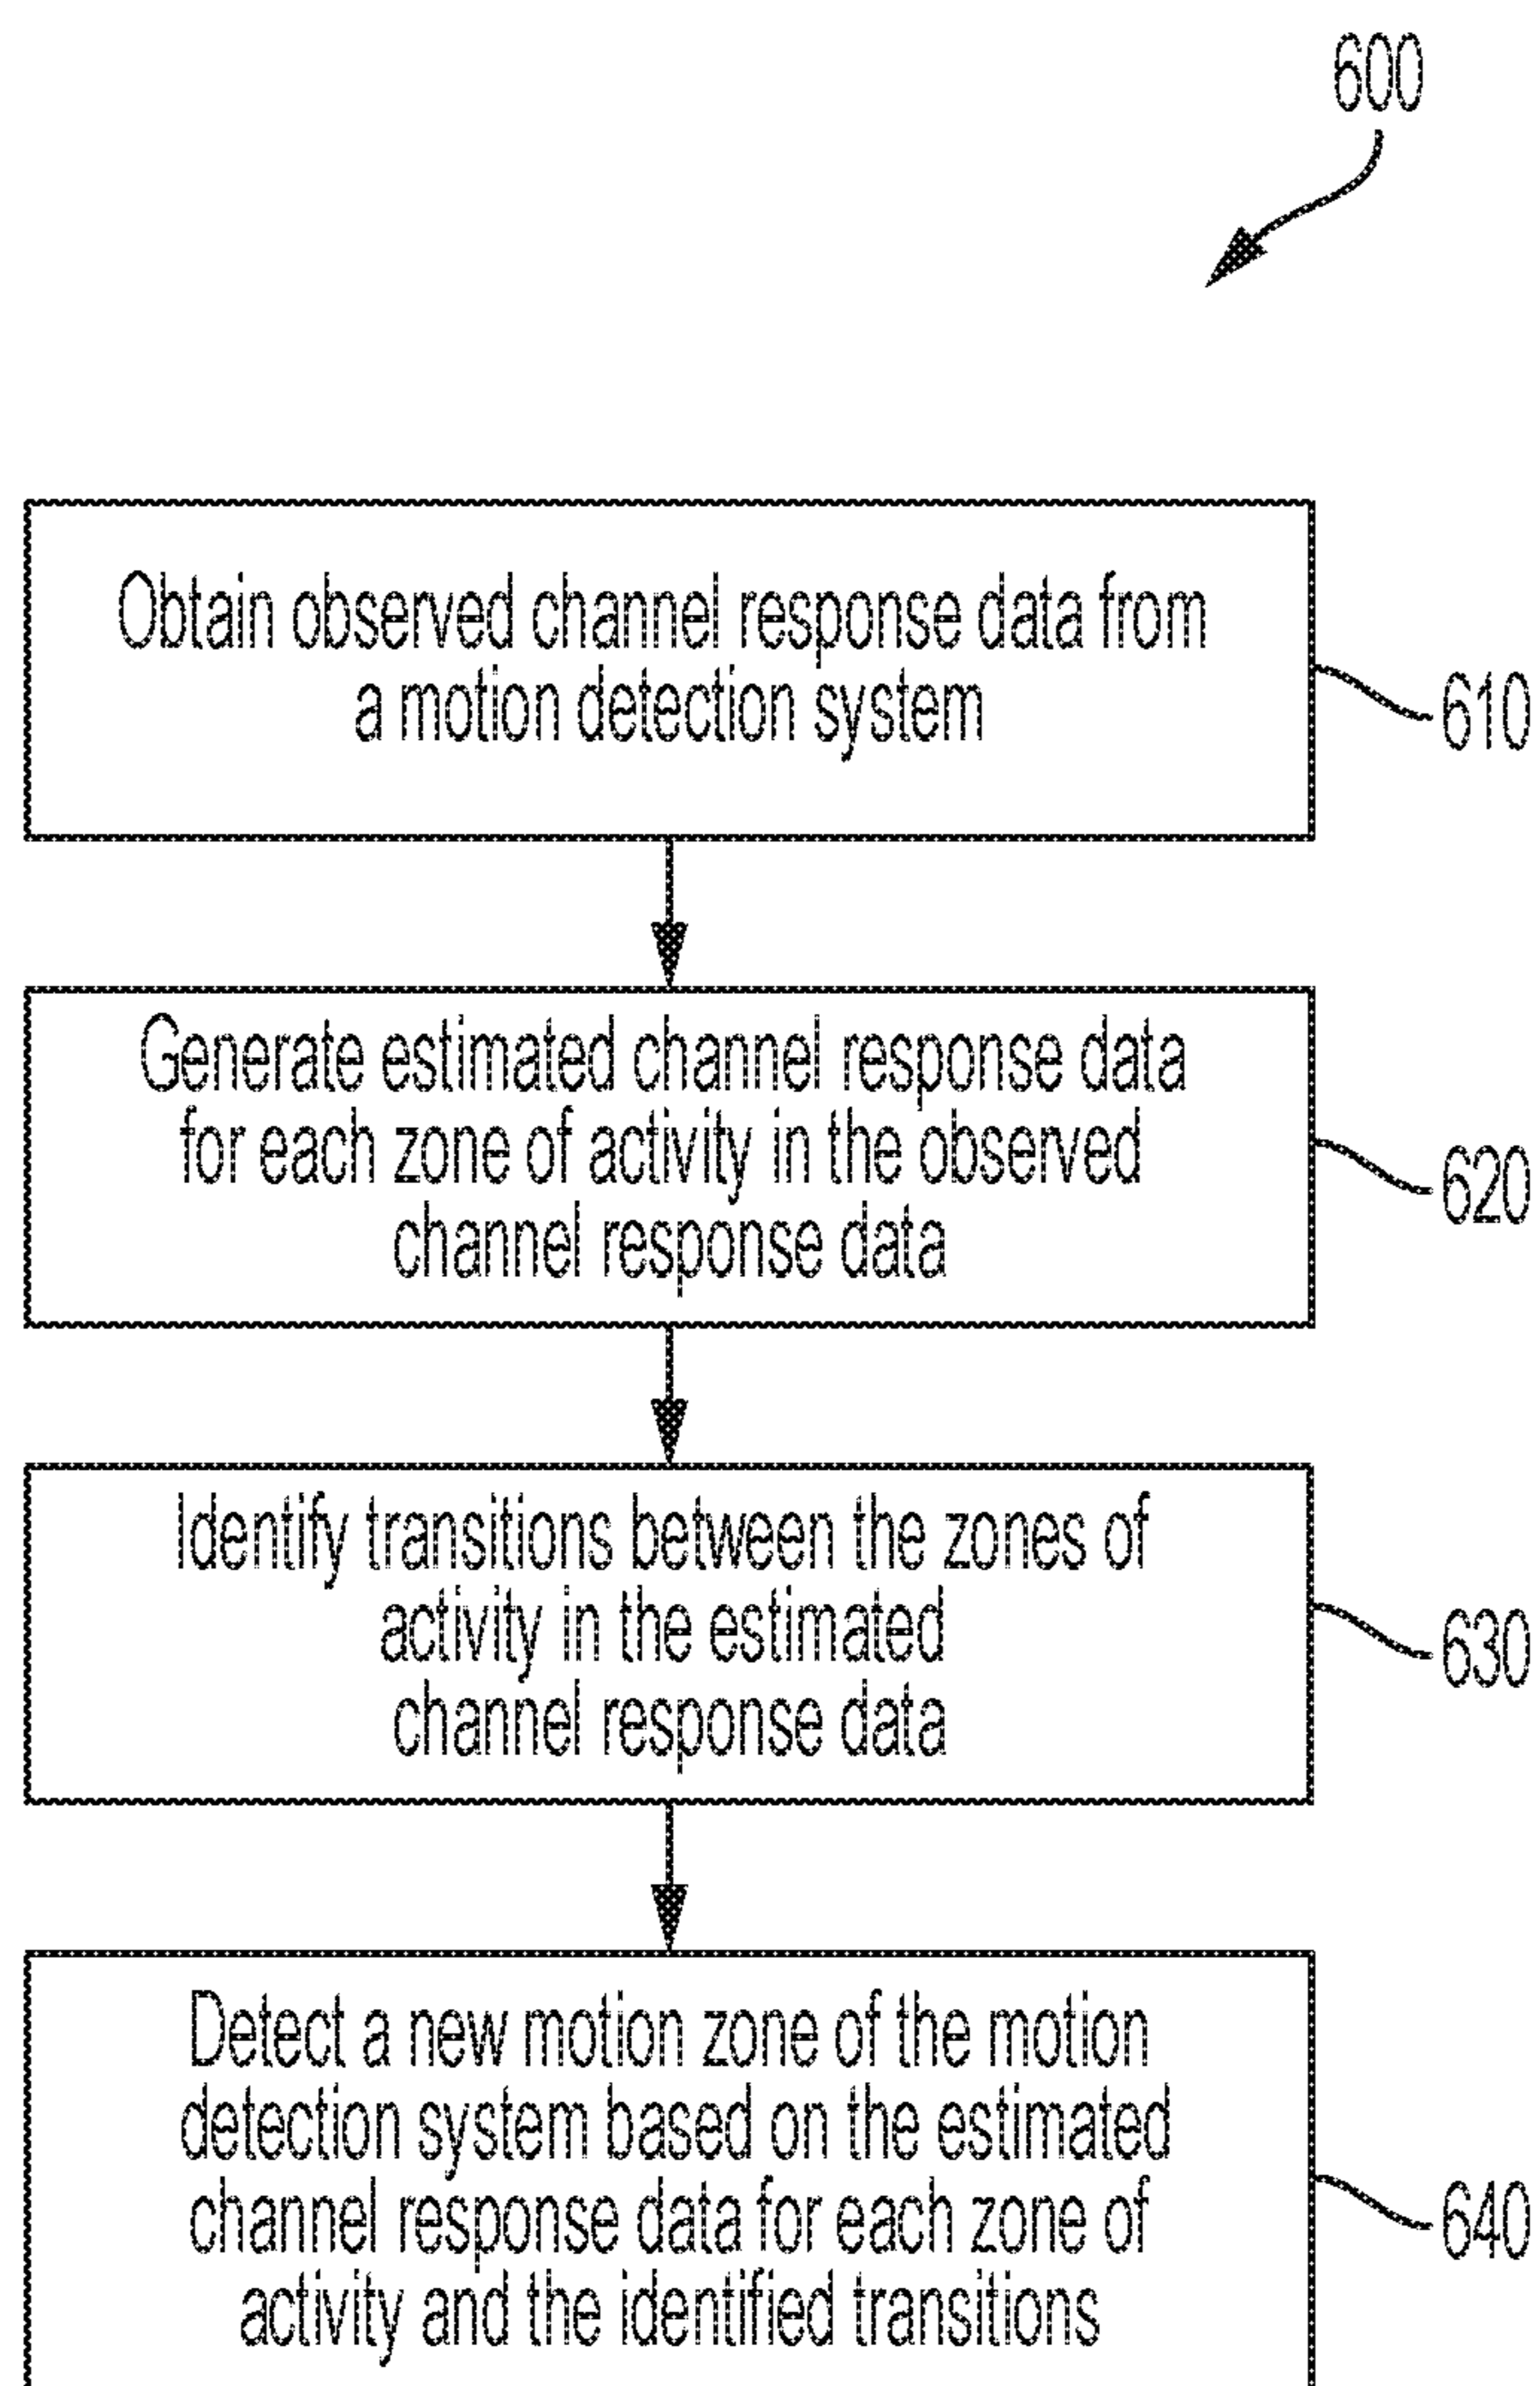 600
Obtain observed channel response data from
a motion detection system
610
Generate estimated channel response data
for each zone of activity in the observed
channel response data
620
Identify transitions between the zones of
activity in the estimated
channel response data
630
Detect a new motion zone of the motion
detection system based on the estimated
channel response data for each zone of
activity and the identified transitions
640